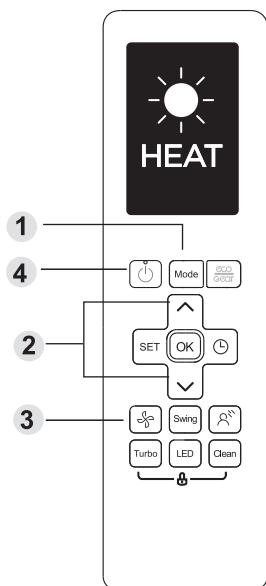 HEAT
1
4
Mode
eco
GEAR
2
SET OK
3
Swing
Turbo LED Clean